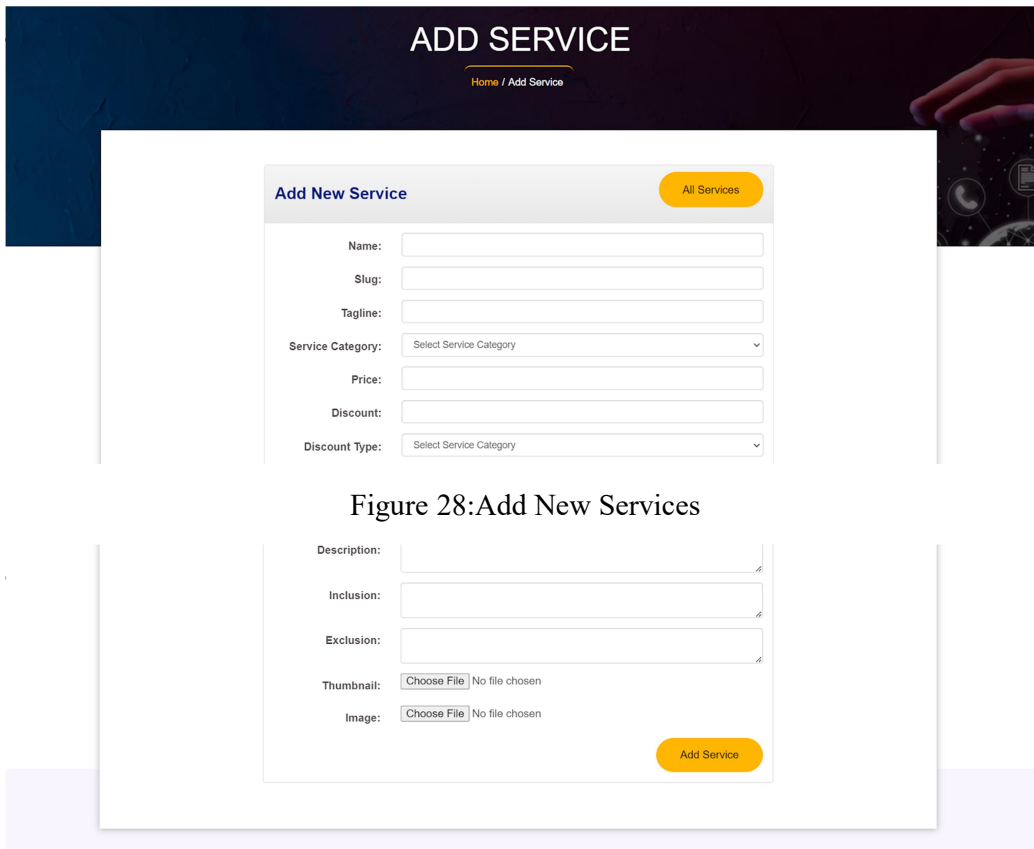 ADD SERVICE
Home / Add Service
Add New Service
All Services
Name:
Slug:
Tagline:
Service Category: Select Service Category
Price:
Discount:
Discount Type: Select Service Category
Figure 28:Add New Services
Description:
Inclusion:
Exclusion:
Thumbnail: Choose File No file chosen
Image: Choose File No file chosen
Add Service